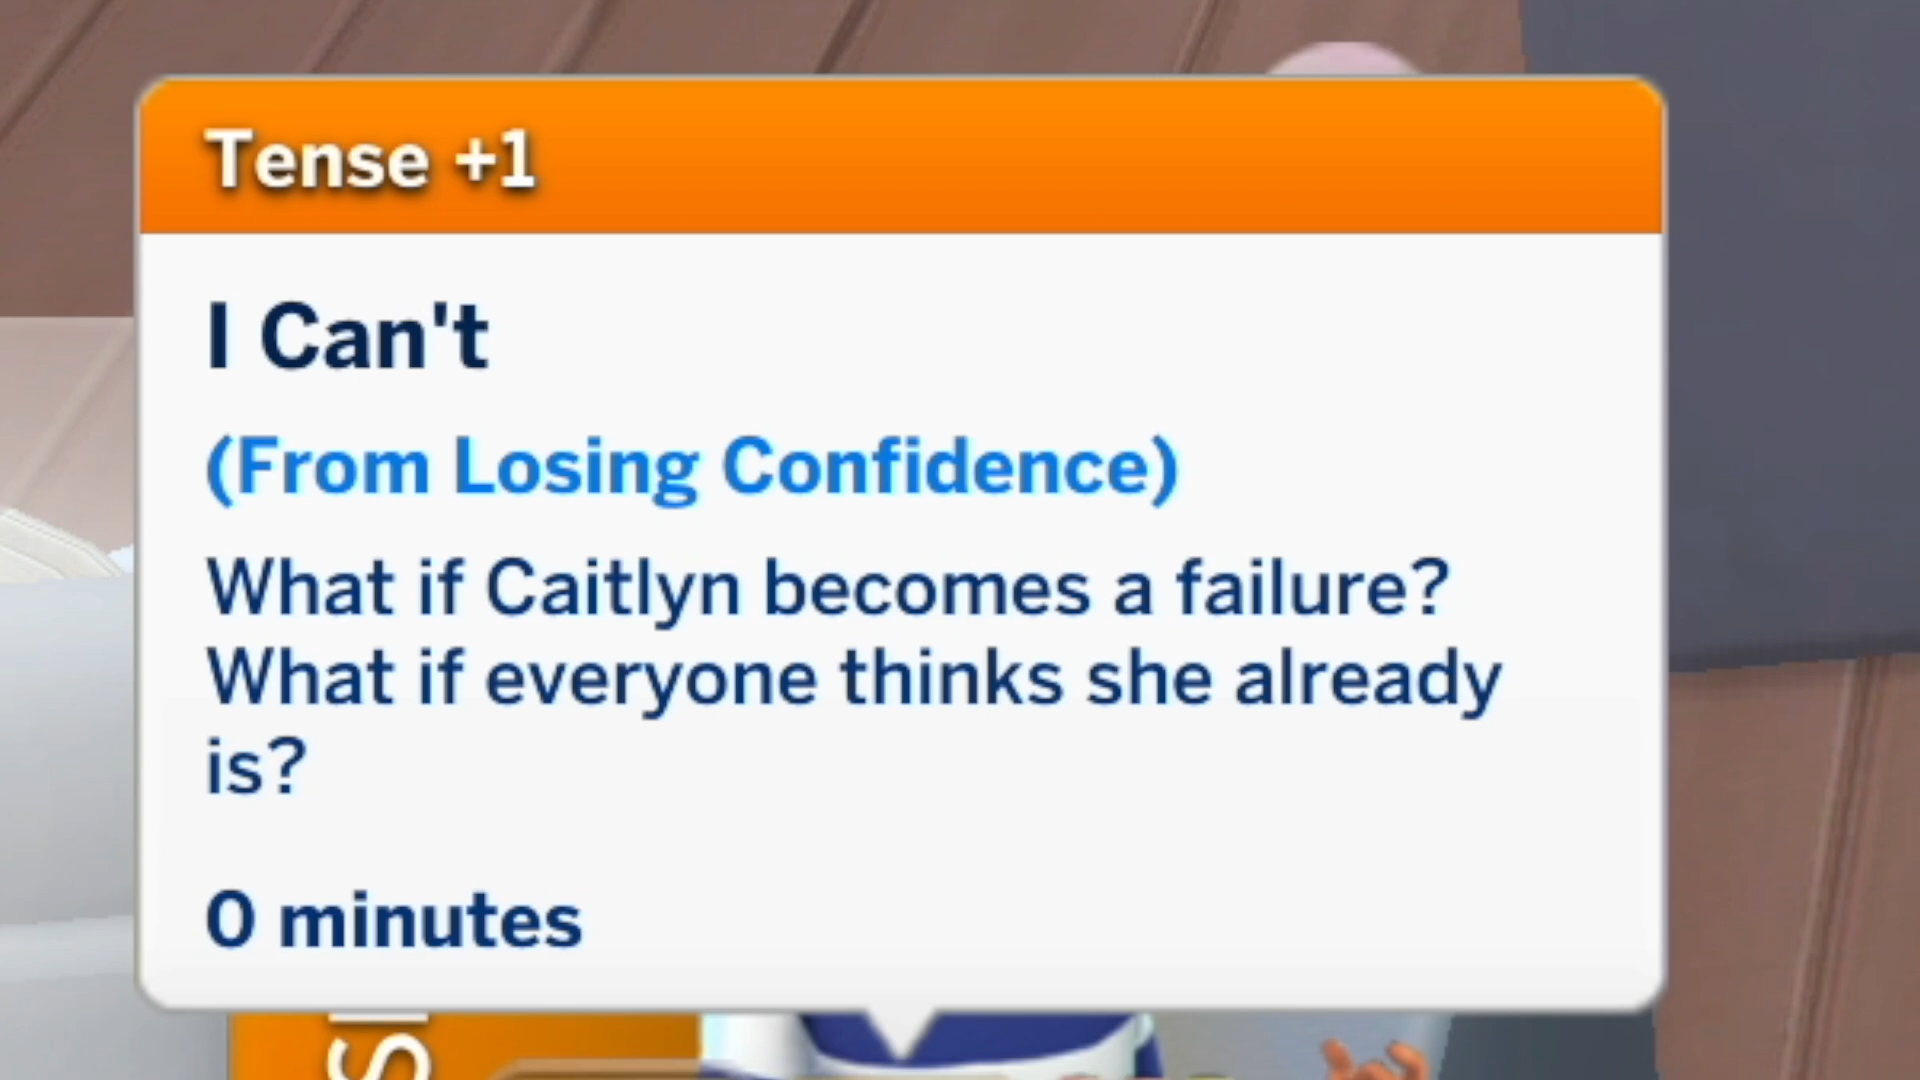 Tense +1
I Can't
(From Losing Confidence)
What if Caitlyn becomes a failure?
What if everyone thinks she already
is?
0 minutes